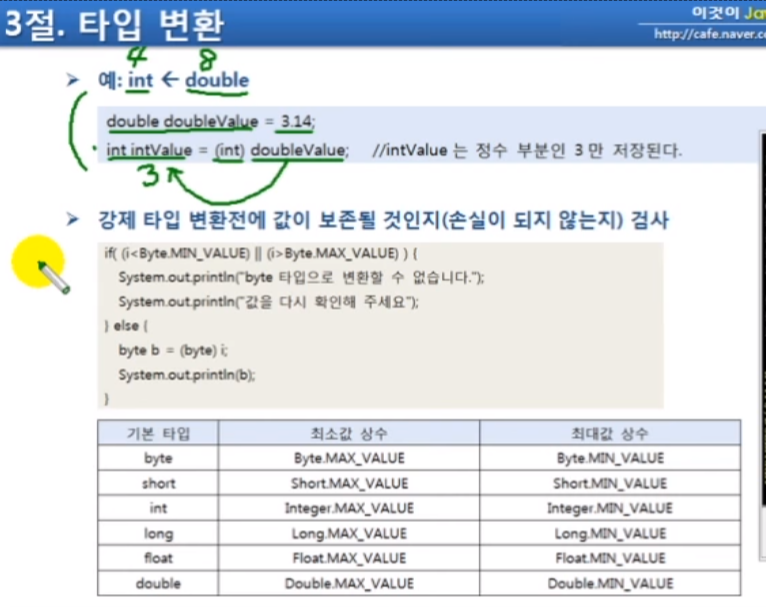 3절. 타입 변환
이것이 Ja
http://cafe.naver.c
4 8
➤ 예: int ← double
double doubleValue = 3.14;
int intValue = (int) doubleValue; //intValue 는 정수 부분인 3 만 저장된다.
3
➤ 강제 타입 변환전에 값이 보존될 것인지(손실이 되지 않는지) 검사
if( (i<Byte.MIN_VALUE) || (i>Byte.MAX_VALUE) ) {
System.out.println("byte 타입으로 변환할 수 없습니다.");
System.out.println("값을 다시 확인해 주세요");
} else {
byte b = (byte) i;
System.out.println(b);
}
기본 타입 최소값 상수 최대값 상수
byte Byte.MAX_VALUE Byte.MIN_VALUE
short Short.MAX_VALUE Short.MIN_VALUE
int Integer.MAX_VALUE Integer.MIN_VALUE
long Long.MAX_VALUE Long.MIN_VALUE
float Float.MAX_VALUE Float.MIN_VALUE
double Double.MAX_VALUE Double.MIN_VALUE